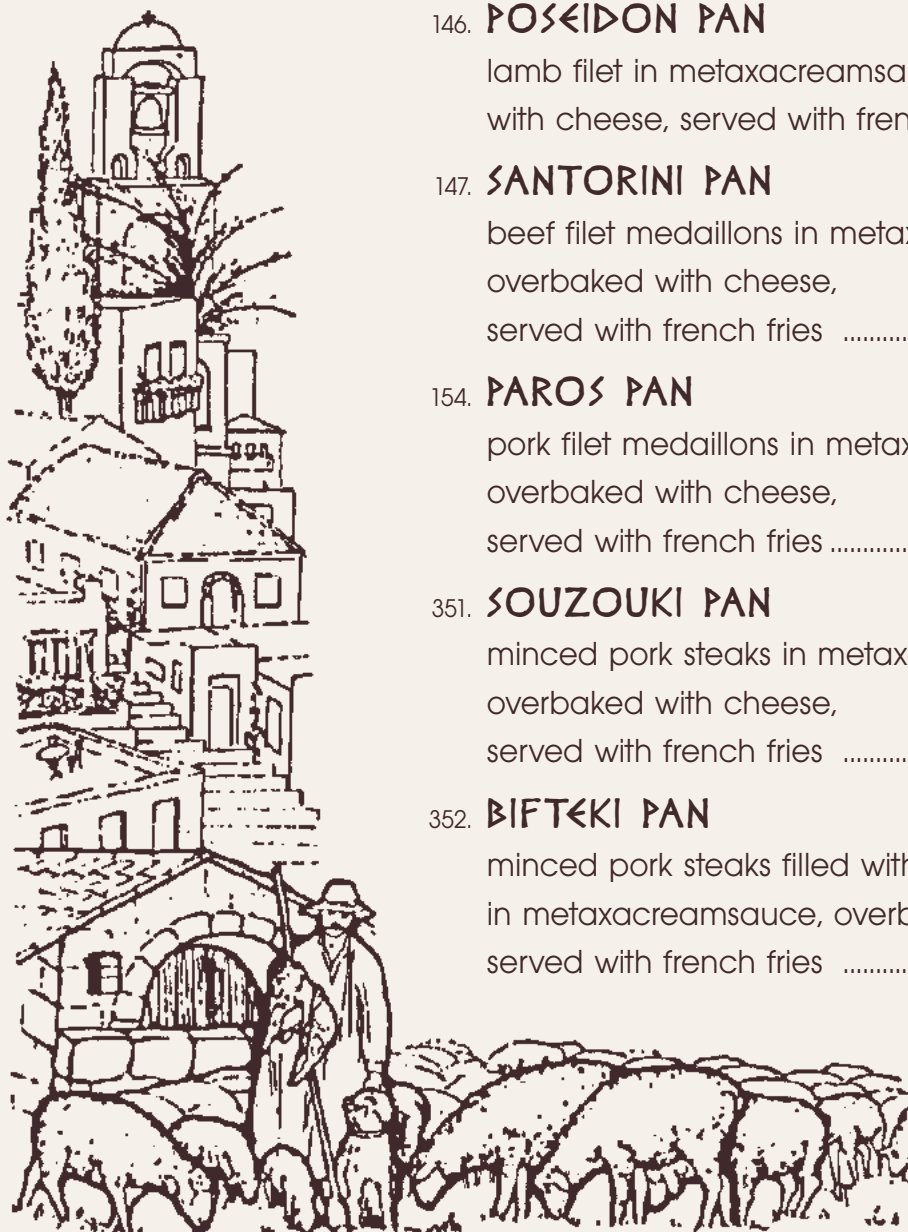 146. POSEIDON PAN
lamb filet in metaxacreamsa
with cheese, served with fren
147. SANTORINI PAN
beef filet medaillons in metax
overbaked with cheese,
served with french fries ..........
154. PAROS PAN
pork filet medaillons in metax
overbaked with cheese,
served with french fries ............
351. SOUZOUKI PAN
minced pork steaks in metax
overbaked with cheese,
served with french fries ..........
352. BIFTEKI PAN
minced pork steaks filled with
in metaxacreamsauce, overb
served with french fries ..........